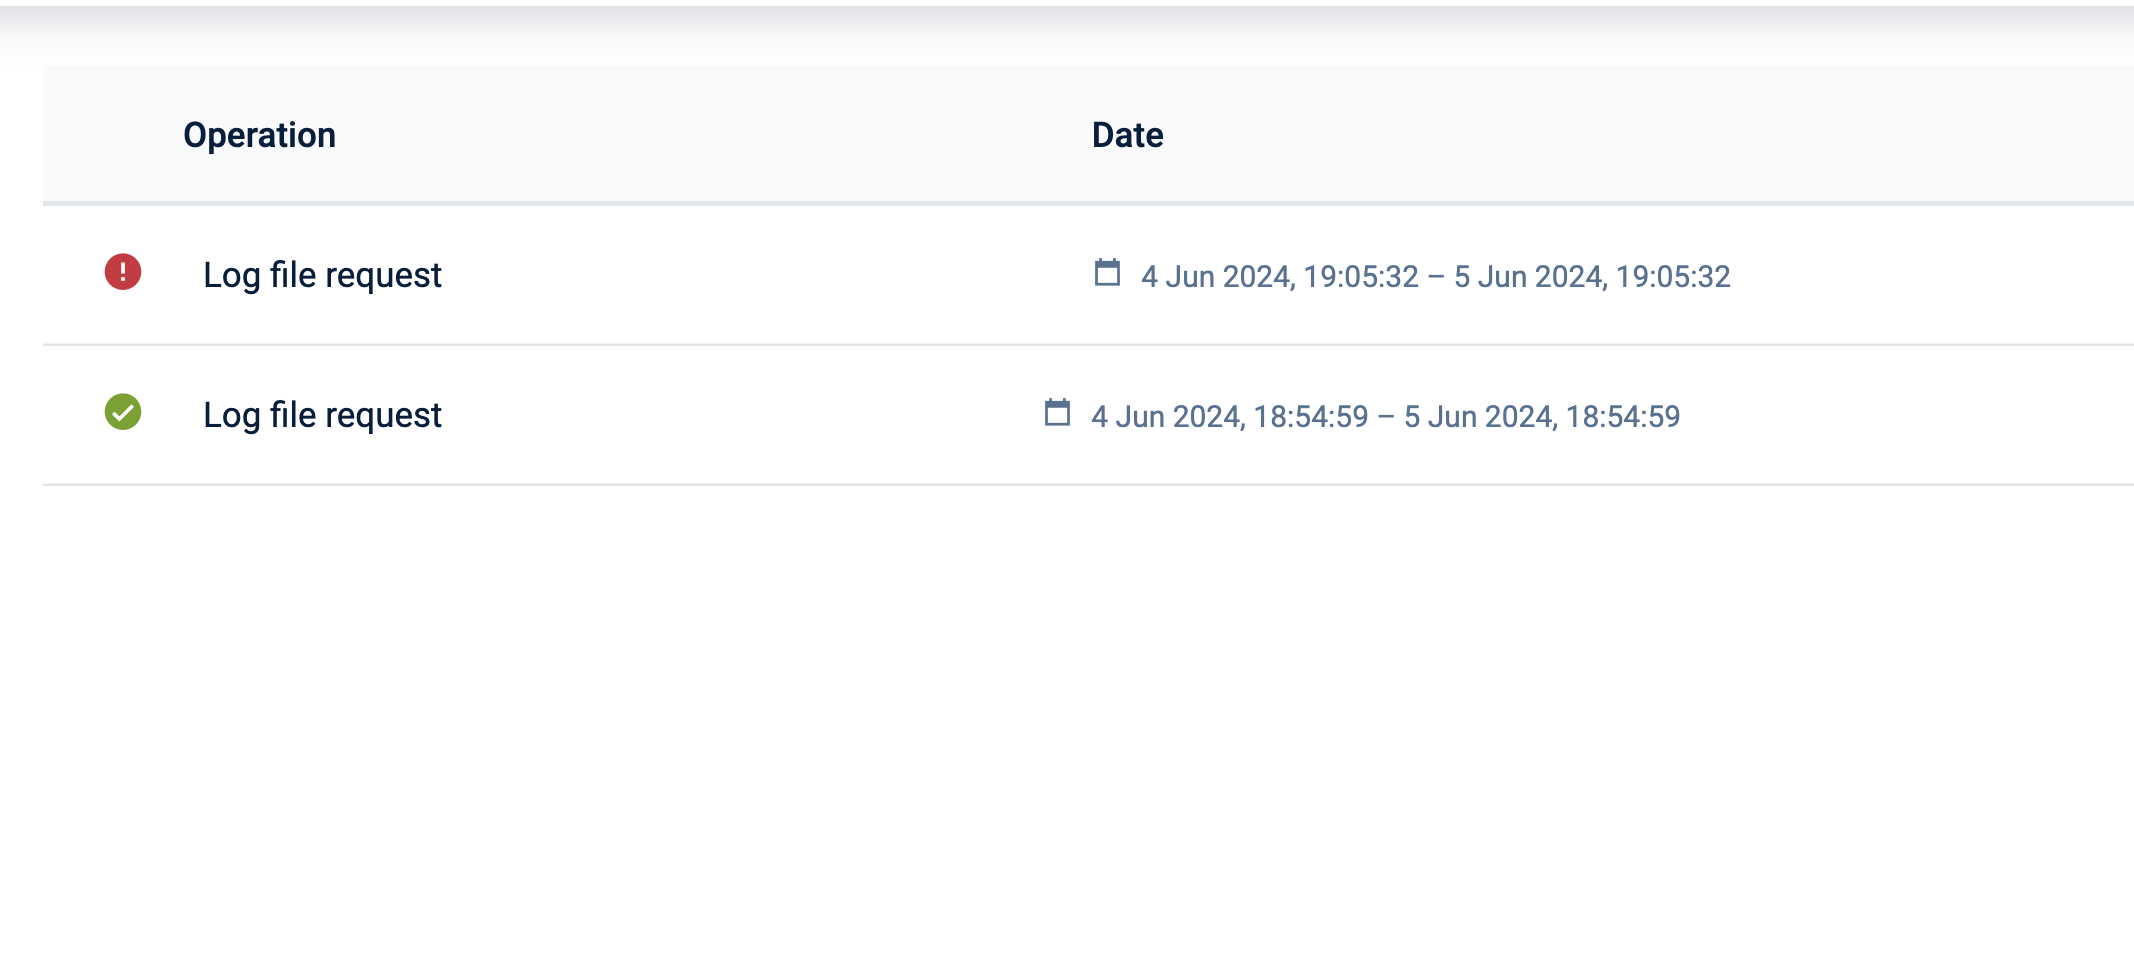 Operation Date
Log file request 4 Jun 2024, 19:05:32 – 5 Jun 2024, 19:05:32
Log file request 4 Jun 2024, 18:54:59 – 5 Jun 2024, 18:54:59